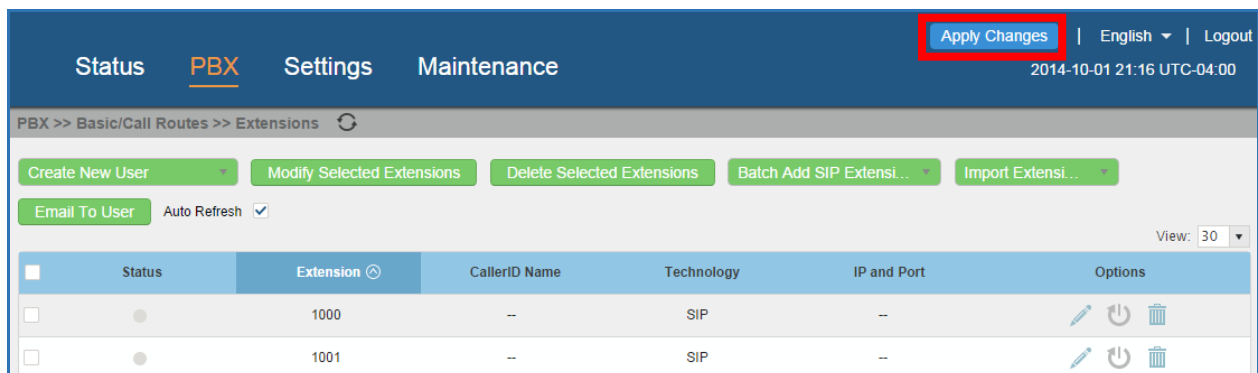 Apply Changes | English | Logout
Status PBX Settings Maintenance
2014-10-01 21:16 UTC-04:00
PBX >> Basic/Call Routes >> Extensions
Create New User Modify Selected Extensions Delete Selected Extensions Batch Add SIP Extensi... Import Extensi...
Email To User Auto Refresh
View: 30
Status Extension CallerID Name Technology IP and Port Options
1000 -- SIP --
1001 -- SIP --